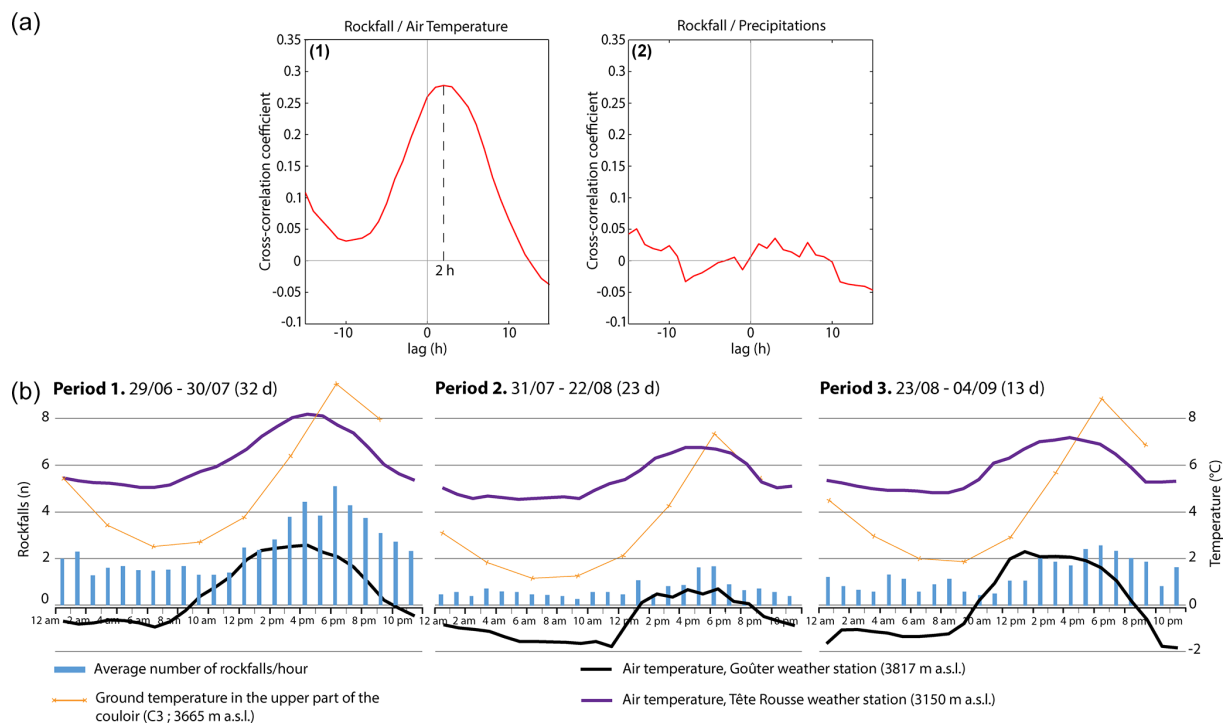 (a)
Rockfall / Air Temperature
Rockfall / Precipitations
(1)
(2)
0.35
0.3
0.25
0.2
0.15
0.1
0.05
0
-0.05
-0.1
Cross-correlation coefficient
2 h
-10
0
10
lag (h)
0.35
0.3
0.25
0.2
0.15
0.1
0.05
0
-0.05
-0.1
Cross-correlation coefficient
-10
0
10
lag (h)
(b)
Period 1. 29/06 - 30/07 (32 d)
Period 2. 31/07 - 22/08 (23 d)
Period 3. 23/08 - 04/09 (13 d)
8
6
4
2
0
Rockfalls (n)
8
6
4
2
0
-2
Temperature (°C)
12 am 2 am 4 am 6 am 8 am 10 am 12 pm 2 pm 4 pm 6 pm 8 pm 10 pm
12 am 2 am 4 am 6 am 8 am 10 am 12 pm 2 pm 4 pm 6 pm 8 pm 10 pm
12 am 2 am 4 am 6 am 8 am 10 am 12 pm 2 pm 4 pm 6 pm 8 pm 10 pm
Average number of rockfalls/hour
Ground temperature in the upper part of the
couloir (C3 ; 3665 m a.s.l.)
Air temperature, Goûter weather station (3817 m a.s.l.)
Air temperature, Tête Rousse weather station (3150 m a.s.l.)